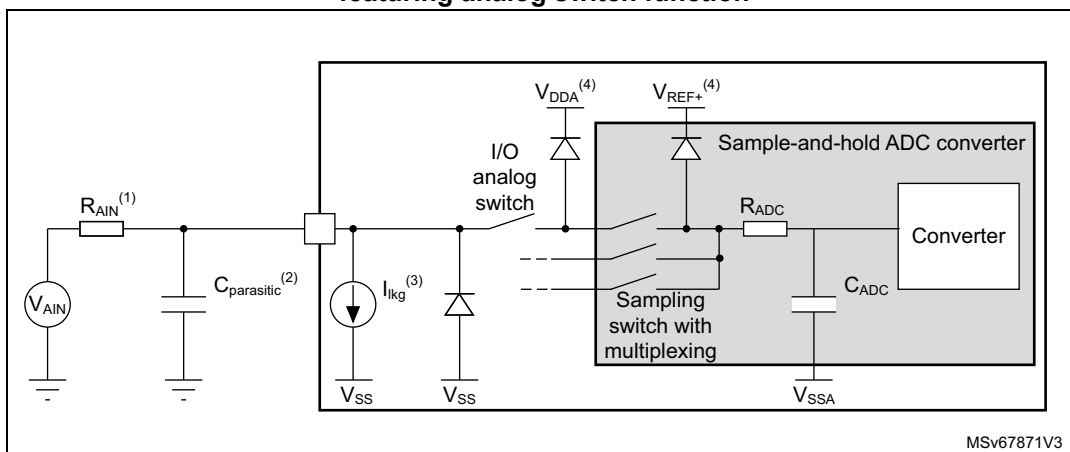 featuring analog switch function
V_DDA^(4)
V_REF+^(4)
Sample-and-hold ADC converter
I/O
analog
switch
R_AIN^(1)
R_ADC
Converter
V_AIN
C_parasitic^(2)
I_lkg^(3)
C_ADC
Sampling
switch with
multiplexing
V_SS
V_SS
V_SSA
MSv67871V3